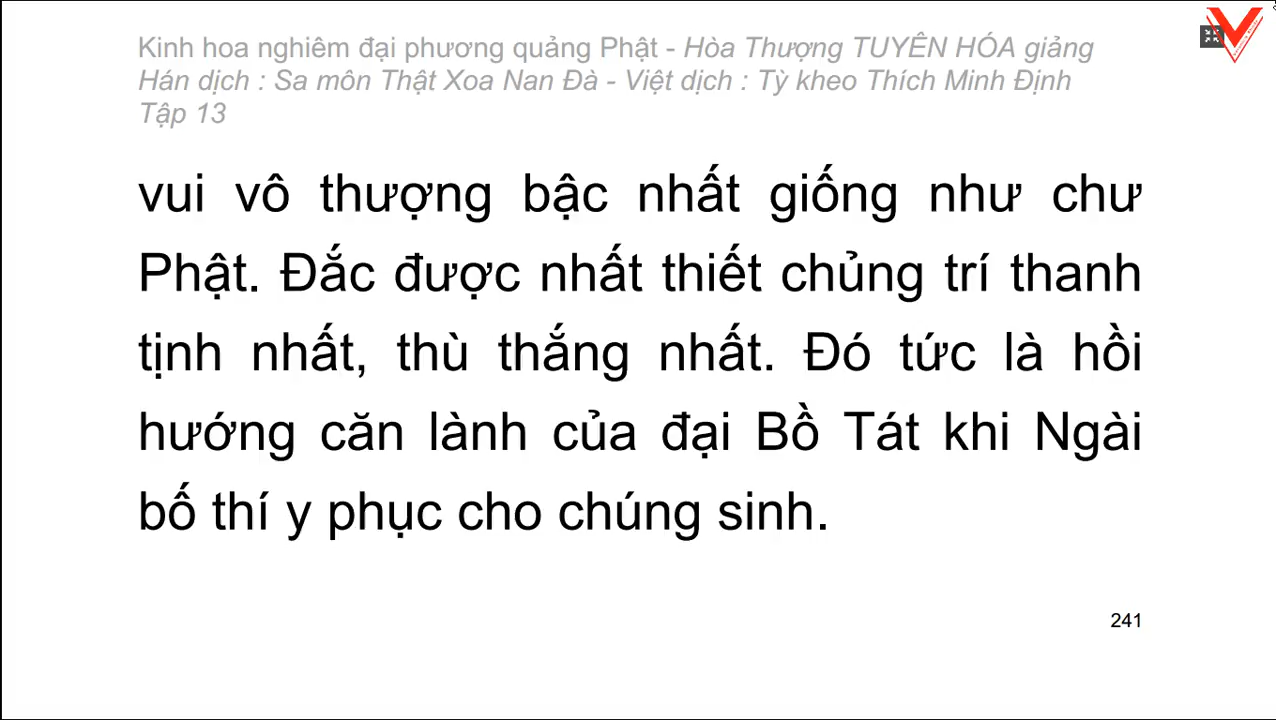 Kinh hoa nghiêm đại phương quảng Phật - Hòa Thượng TUYÊN HÓA giảng
Hán dịch : Sa môn Thật Xoa Nan Đà - Việt dịch : Tỳ kheo Thích Minh Định
Tập 13
vui vô thượng bậc nhất giống như chư
Phật. Đắc được nhất thiết chủng trí thanh
tịnh nhất, thù thắng nhất. Đó tức là hồi
hướng căn lành của đại Bồ Tát khi Ngài
bố thí y phục cho chúng sinh.
241